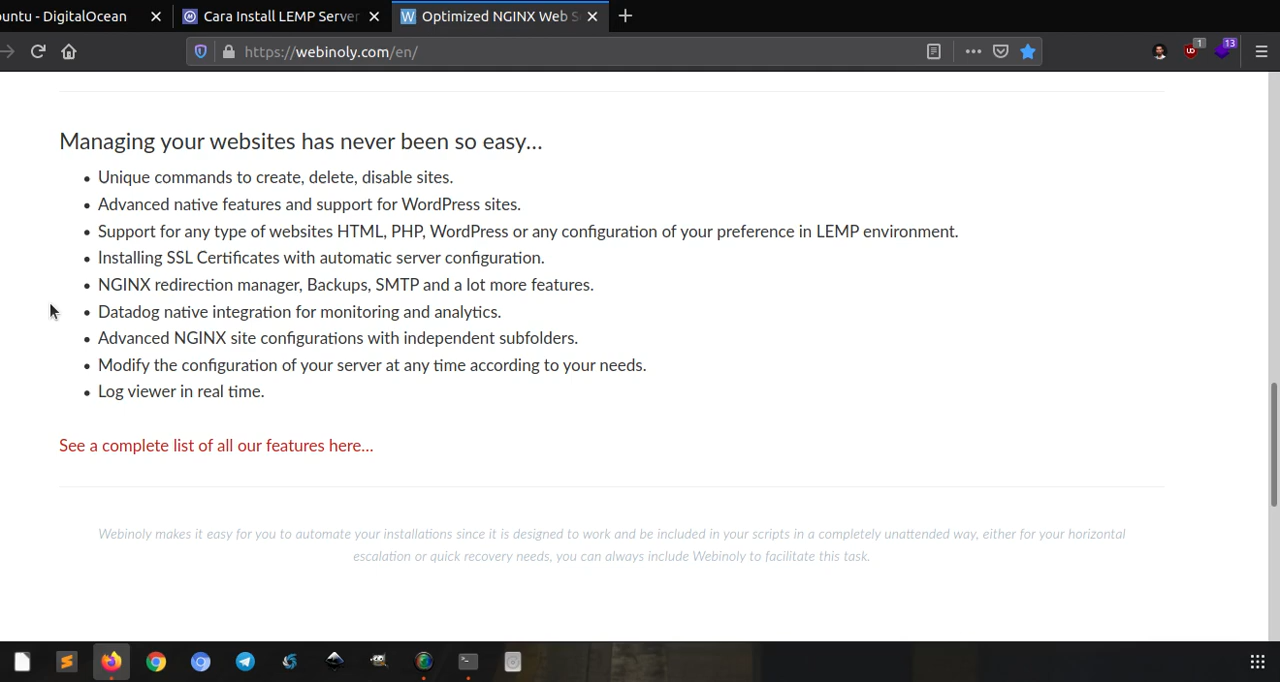 untu - DigitalOcean
Cara Install LEMP Server
Optimized NGINX Web S
https://webinoly.com/en/
1
13
Managing your websites has never been so easy...
• Unique commands to create, delete, disable sites.
• Advanced native features and support for WordPress sites.
• Support for any type of websites HTML, PHP, WordPress or any configuration of your preference in LEMP environment.
• Installing SSL Certificates with automatic server configuration.
• NGINX redirection manager, Backups, SMTP and a lot more features.
• Datadog native integration for monitoring and analytics.
• Advanced NGINX site configurations with independent subfolders.
• Modify the configuration of your server at any time according to your needs.
• Log viewer in real time.
See a complete list of all our features here...
Webinoly makes it easy for you to automate your installations since it is designed to work and be included in your scripts in a completely unattended way, either for your horizontal
escalation or quick recovery needs, you can always include Webinoly to facilitate this task.